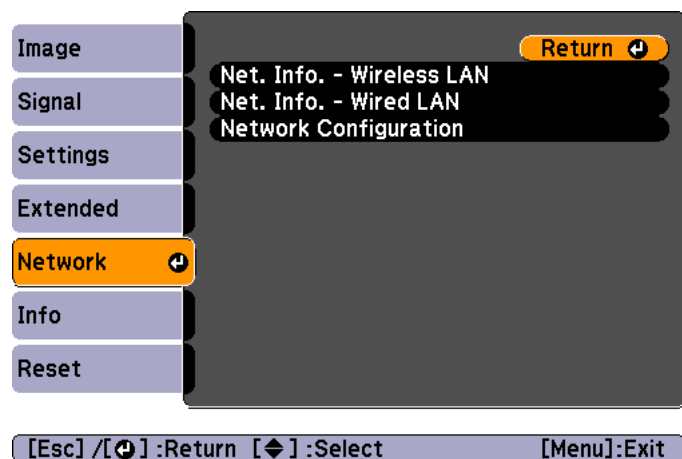 Image
Signal
Settings
Extended
Network
Info
Reset
Return
Net. Info. - Wireless LAN
Net. Info. - Wired LAN
Network Configuration
[Esc] /[⏎] :Return [◆] :Select [Menu]:Exit